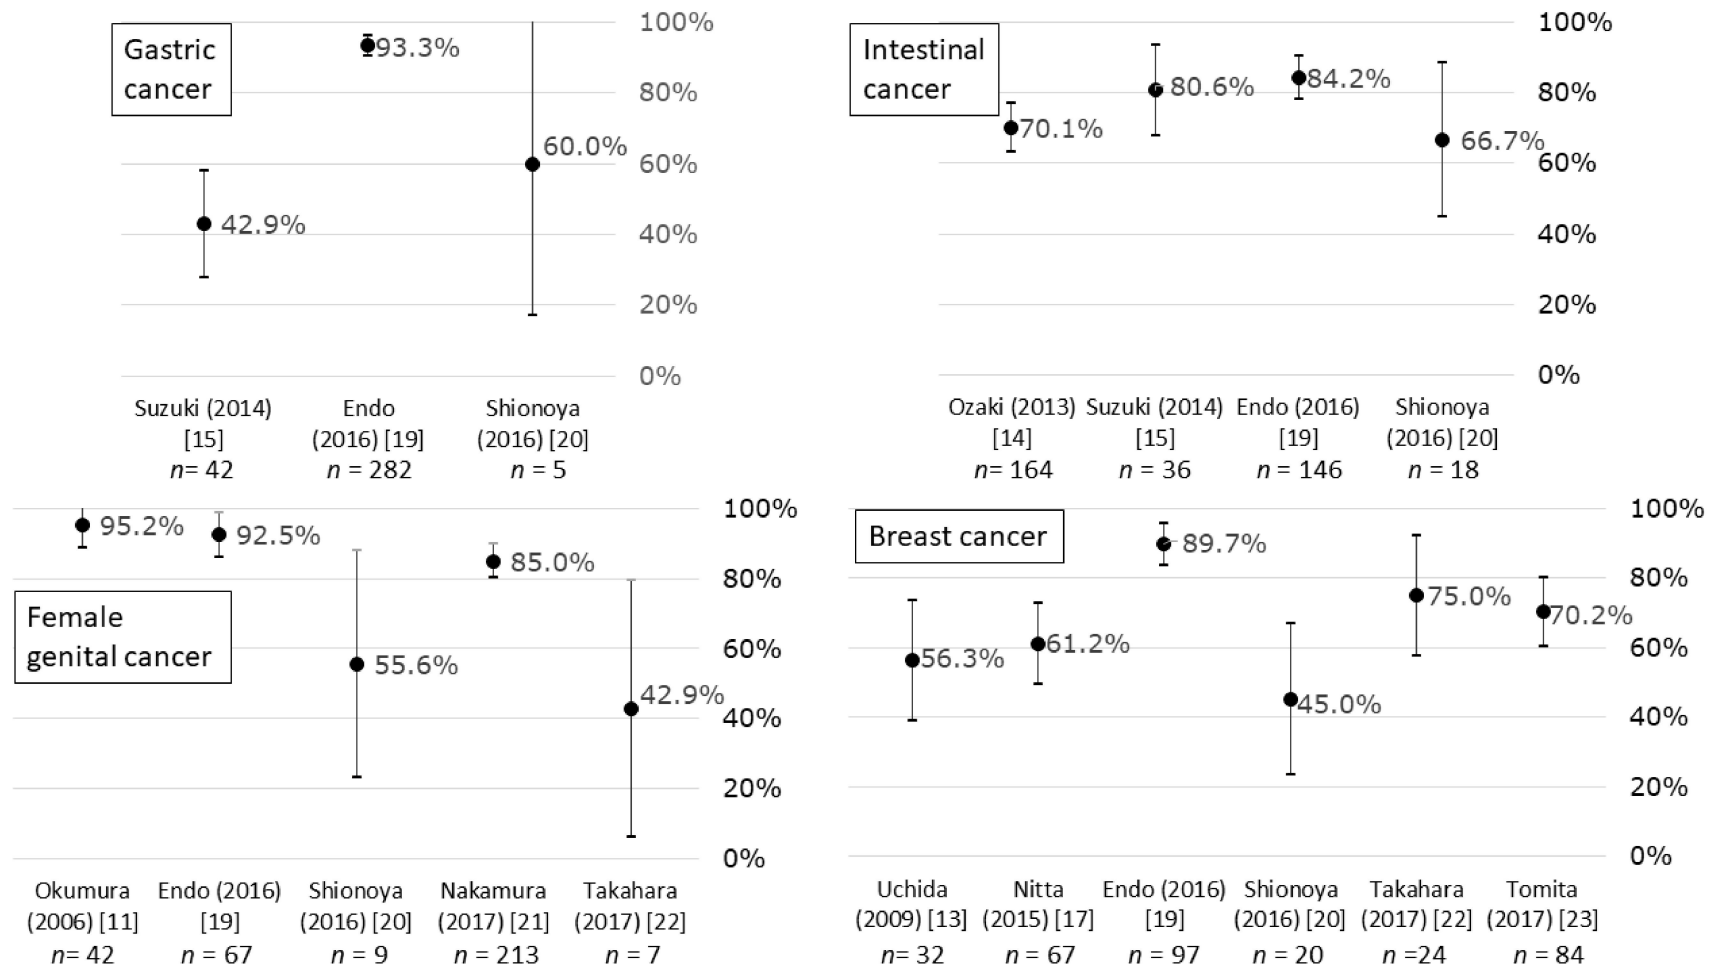 Gastric
cancer
100%
93.3%
80%
60.0%
60%
42.9%
40%
20%
0%
Suzuki (2014)
[15]
n= 42
Endo
(2016) [19]
n = 282
Shionoya
(2016) [20]
n = 5
Intestinal
cancer
100%
80.6%
84.2%
80%
70.1%
66.7%
60%
40%
20%
0%
Ozaki (2013)
[14]
n= 164
Suzuki (2014)
[15]
n = 36
Endo (2016)
[19]
n = 146
Shionoya
(2016) [20]
n = 18
100%
95.2%
92.5%
85.0%
80%
Female
genital cancer
60%
55.6%
42.9%
40%
20%
0%
Okumura
(2006) [11]
n= 42
Endo (2016)
[19]
n = 67
Shionoya
(2016) [20]
n = 9
Nakamura
(2017) [21]
n = 213
Takahara
(2017) [22]
n = 7
Breast cancer
100%
89.7%
80%
75.0%
70.2%
56.3%
61.2%
60%
45.0%
40%
20%
0%
Uchida
(2009) [13]
n= 32
Nitta
(2015) [17]
n = 67
Endo (2016)
[19]
n = 97
Shionoya
(2016) [20]
n = 20
Takahara
(2017) [22]
n =24
Tomita
(2017) [23]
n = 84